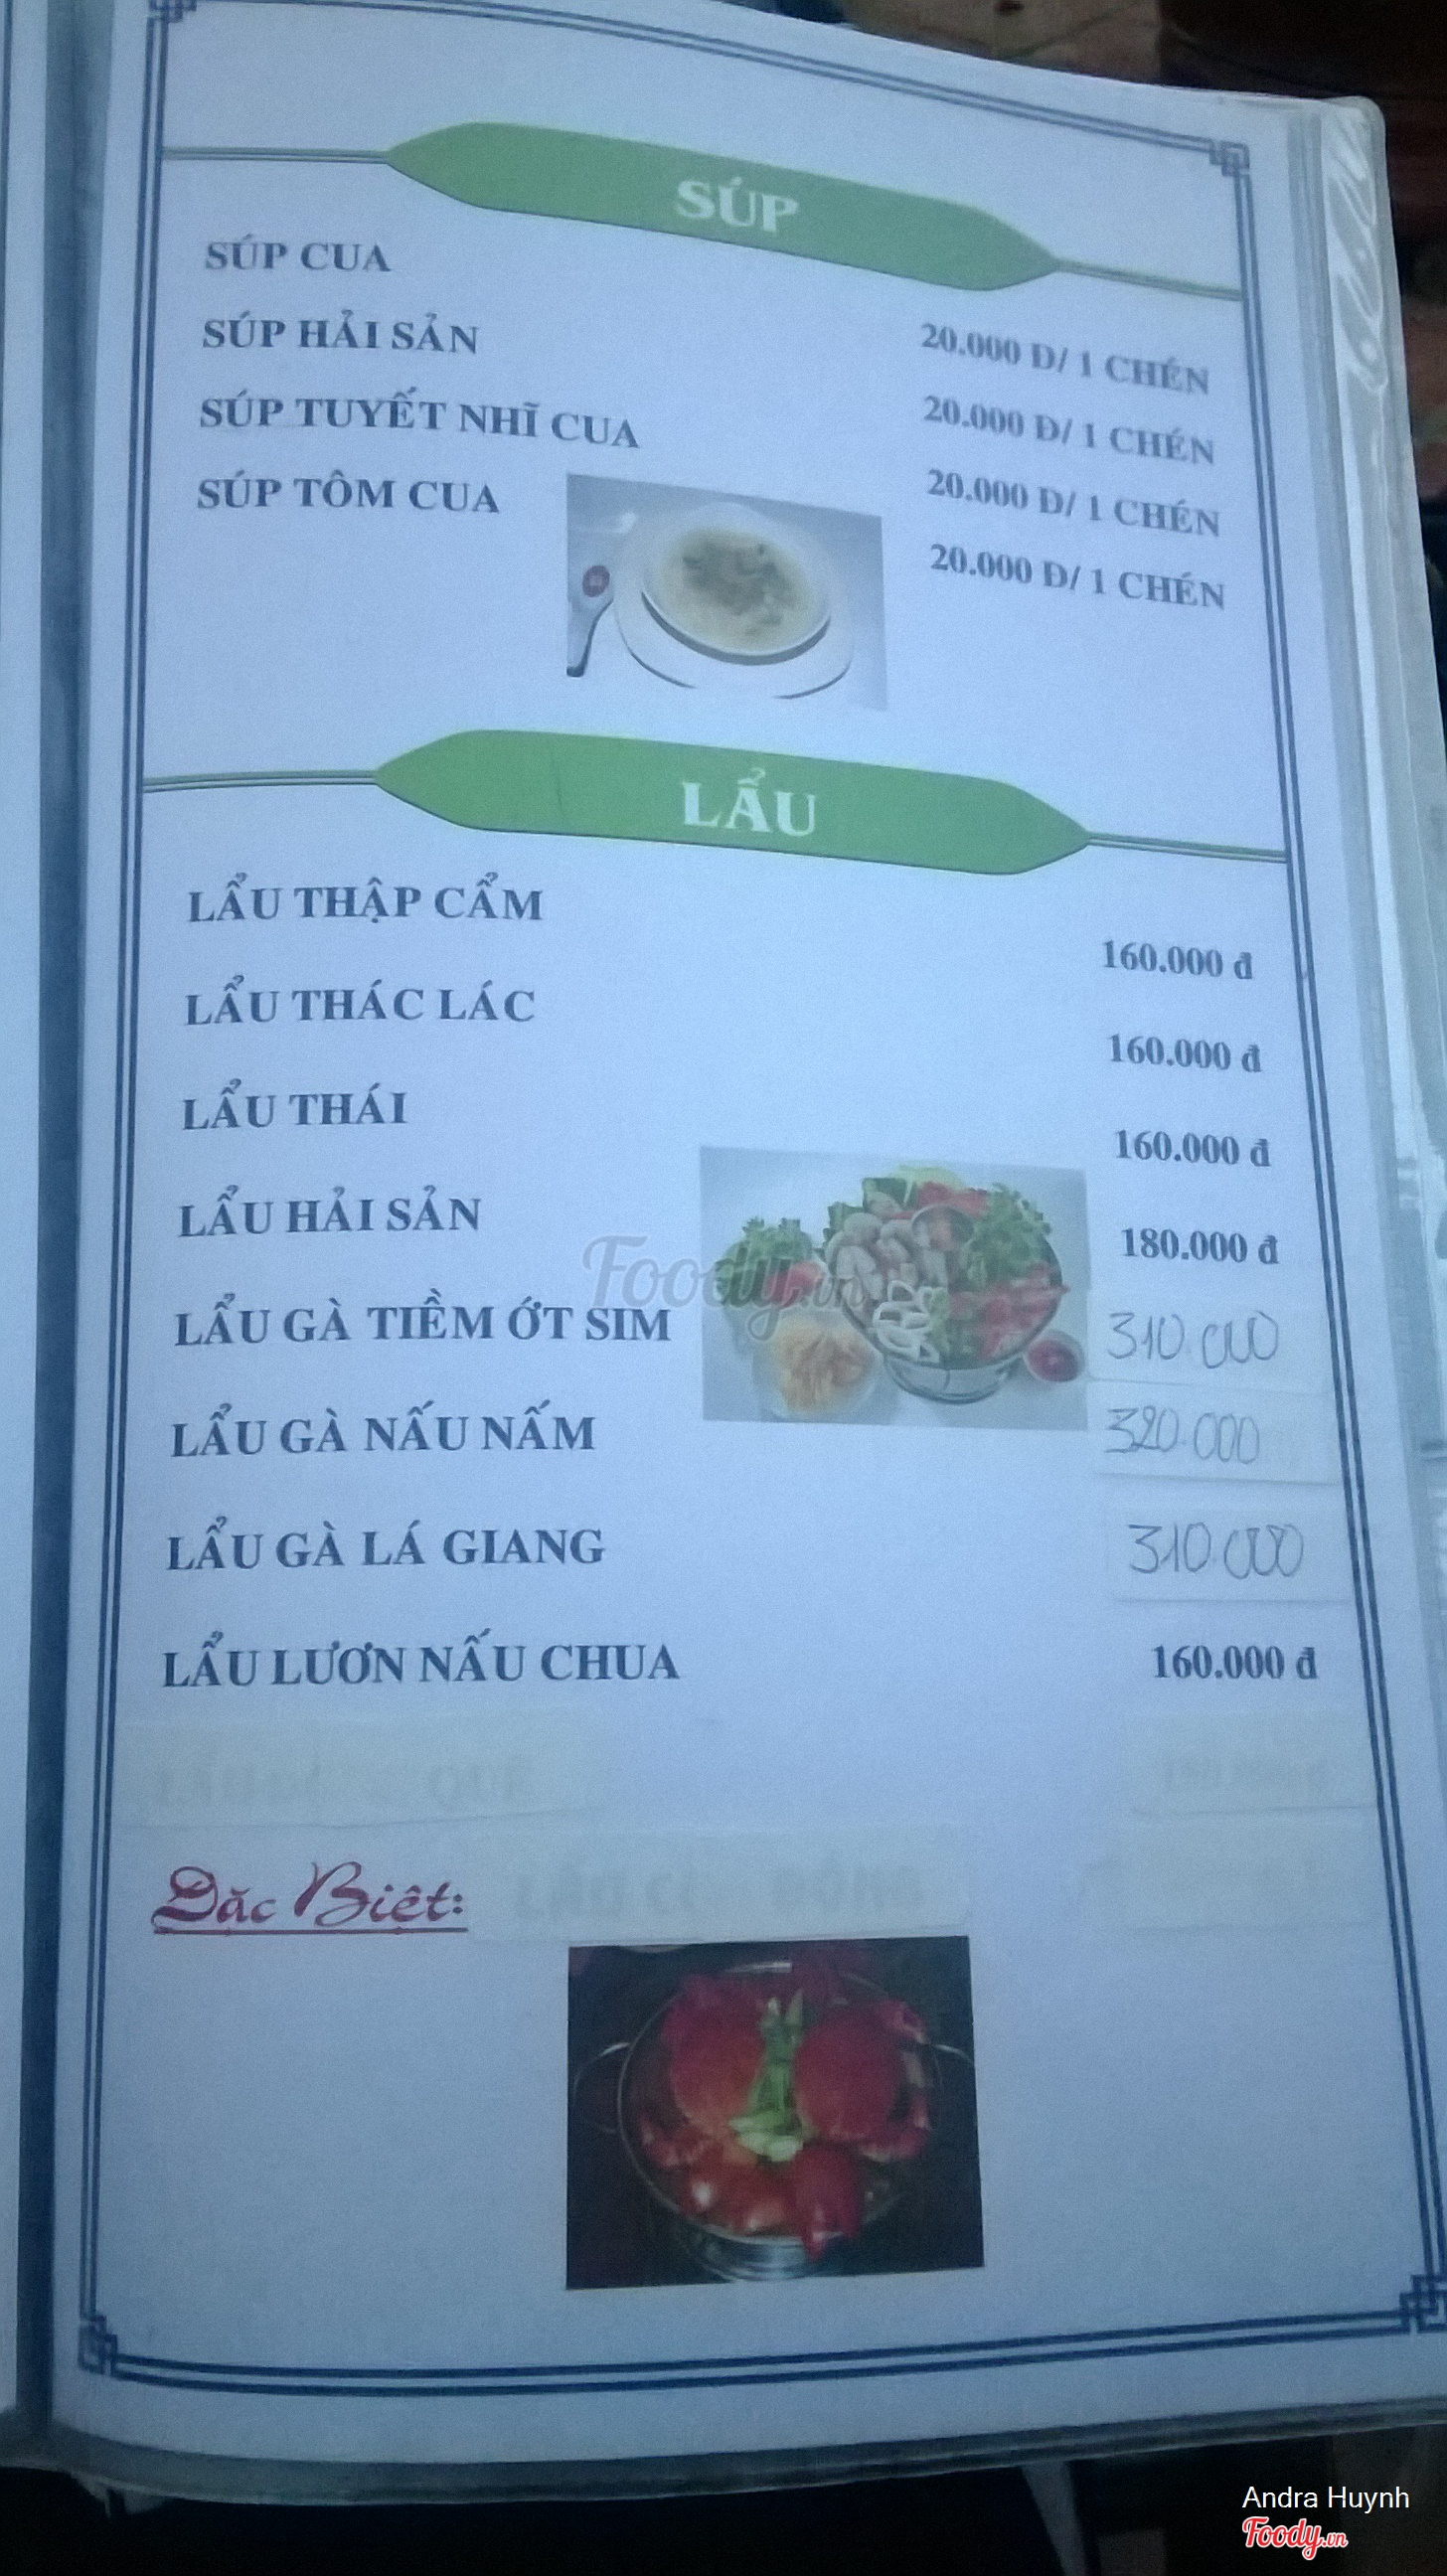 SÚP
SÚP CUA 20.000 Đ/ 1 CHÉN
SÚP HẢI SẢN 20.000 Đ/ 1 CHÉN
SÚP TUYẾT NHĨ CUA 20.000 Đ/ 1 CHÉN
SÚP TÔM CUA 20.000 Đ/ 1 CHÉN
LẨU
LẨU THẬP CẨM 160.000 đ
LẨU THÁC LÁC 160.000 đ
LẨU THÁI 160.000 đ
LẨU HẢI SẢN 180.000 đ
LẨU GÀ TIỀM ỚT SIM 310.000
LẨU GÀ NẤU NẤM 320.000
LẨU GÀ LÁ GIANG 310.000
LẨU LƯƠN NẤU CHUA 160.000 đ
Đặc Biệt:
Foody.vn
Andra Huynh
Foody.vn